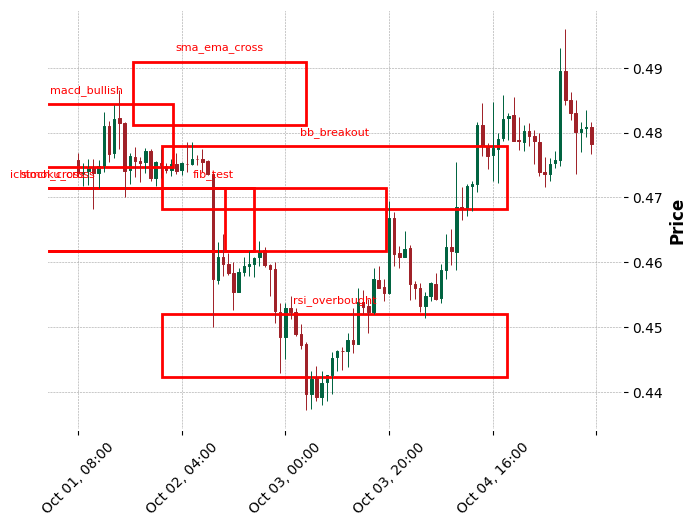 sma_ema_cross
macd_bullish
bb_breakout
fib_test
rsi_overbought
0.49
0.48
0.47
0.46
0.45
0.44
Price
Oct 01, 08:00
Oct 02, 04:00
Oct 03, 00:00
Oct 03, 20:00
Oct 04, 16:00